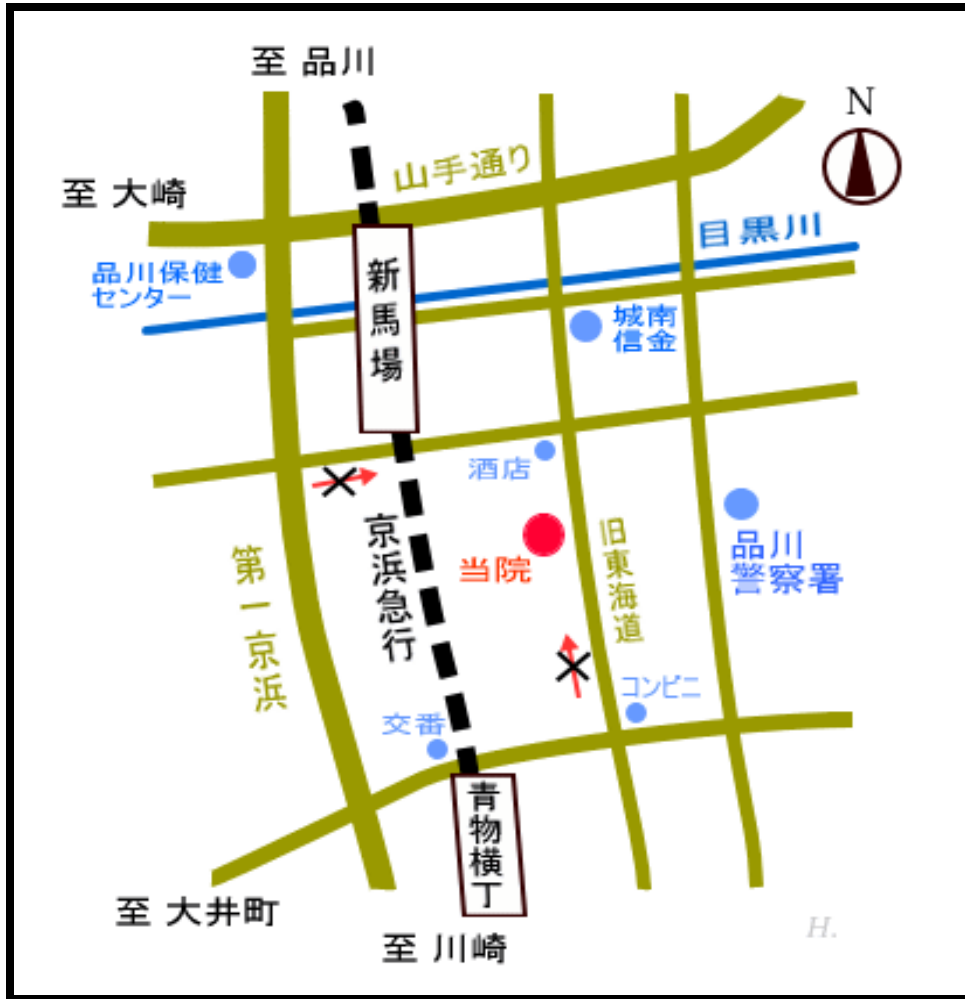 至 品川
N
山手通り
至 大崎
目黒川
品川保健
センター
新馬場
城南
信金
酒店
京浜急行
旧東海道
品川
警察署
当院
第一京浜
コンビニ
交番
青物横丁
至 大井町
至 川崎
H.